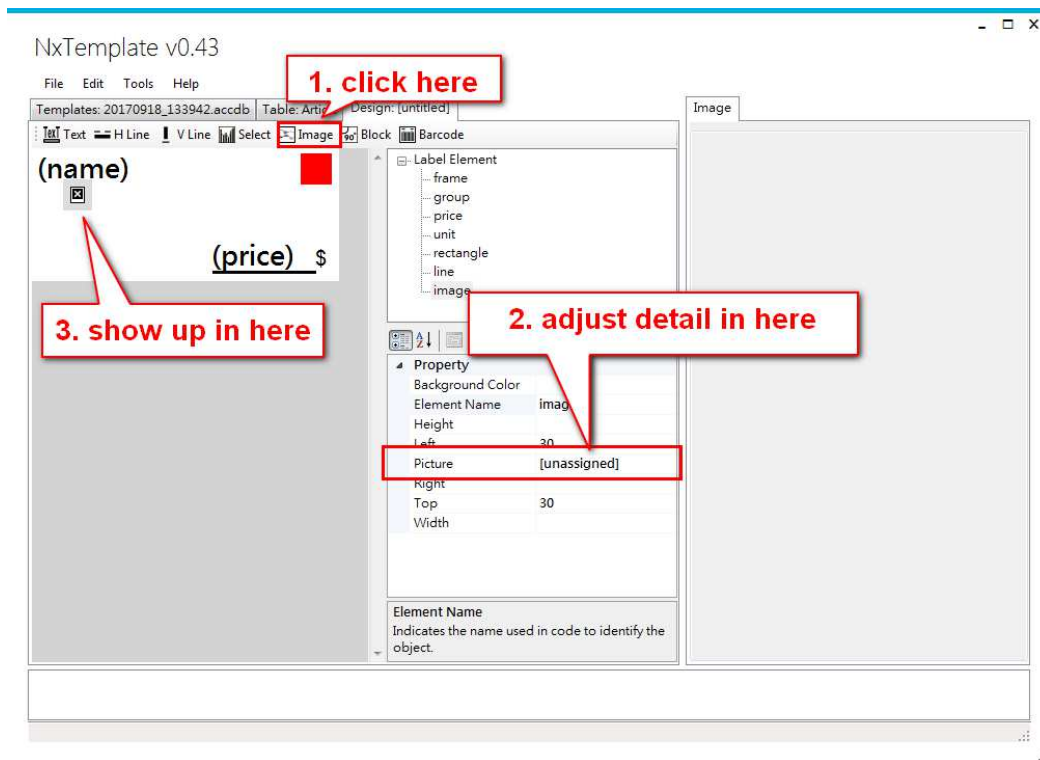 NxTemplate v0.43
File Edit Tools Help
1. click here
Templates: 20170918_133942.accdb Table: Artic Design: [untitled] Image
Text H Line V Line Select Image Block Barcode
(name)
(price) $
3. show up in here
Label Element
frame
group
price
unit
rectangle
line
image
2. adjust detail in here
Property
Background Color
Element Name imag
Height
Left 30
Picture [unassigned]
Right
Top 30
Width
Element Name
Indicates the name used in code to identify the
object.